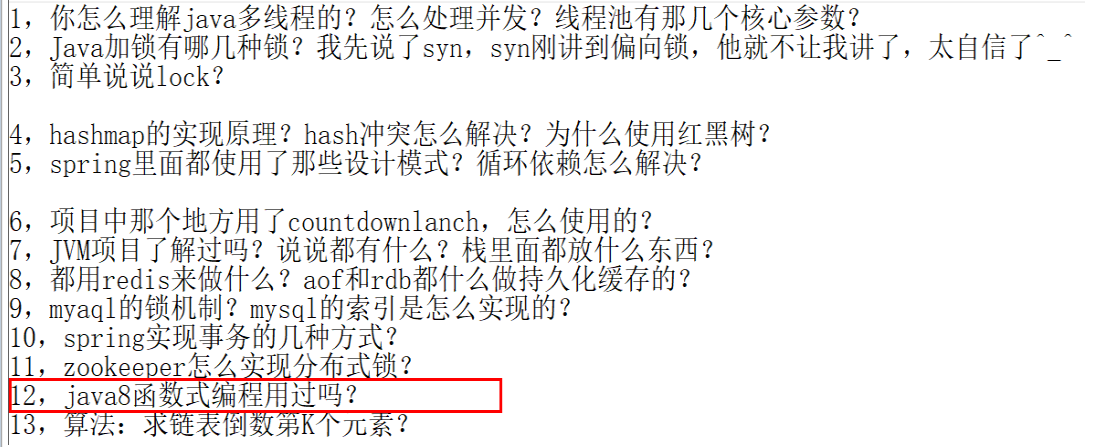 1，你怎么理解java多线程的？怎么处理并发？线程池有那几个核心参数？
2，Java加锁有哪几种锁？我先说了syn，syn刚讲到偏向锁，他就不让我讲了，太自信了^_^
3，简单说说lock？
4，hashmap的实现原理？hash冲突怎么解决？为什么使用红黑树？
5，spring里面都使用了那些设计模式？循环依赖怎么解决？
6，项目中那个地方用了countdownlanch，怎么使用的？
7，JVM项目了解过吗？说说都有什么？栈里面都放什么东西？
8，都用redis来做什么？aof和rdb都什么做持久化缓存的？
9，myaql的锁机制？mysql的索引是怎么实现的？
10，spring实现事务的几种方式？
11，zookeeper怎么实现分布式锁？
12，java8函数式编程用过吗？
13，算法：求链表倒数第K个元素？